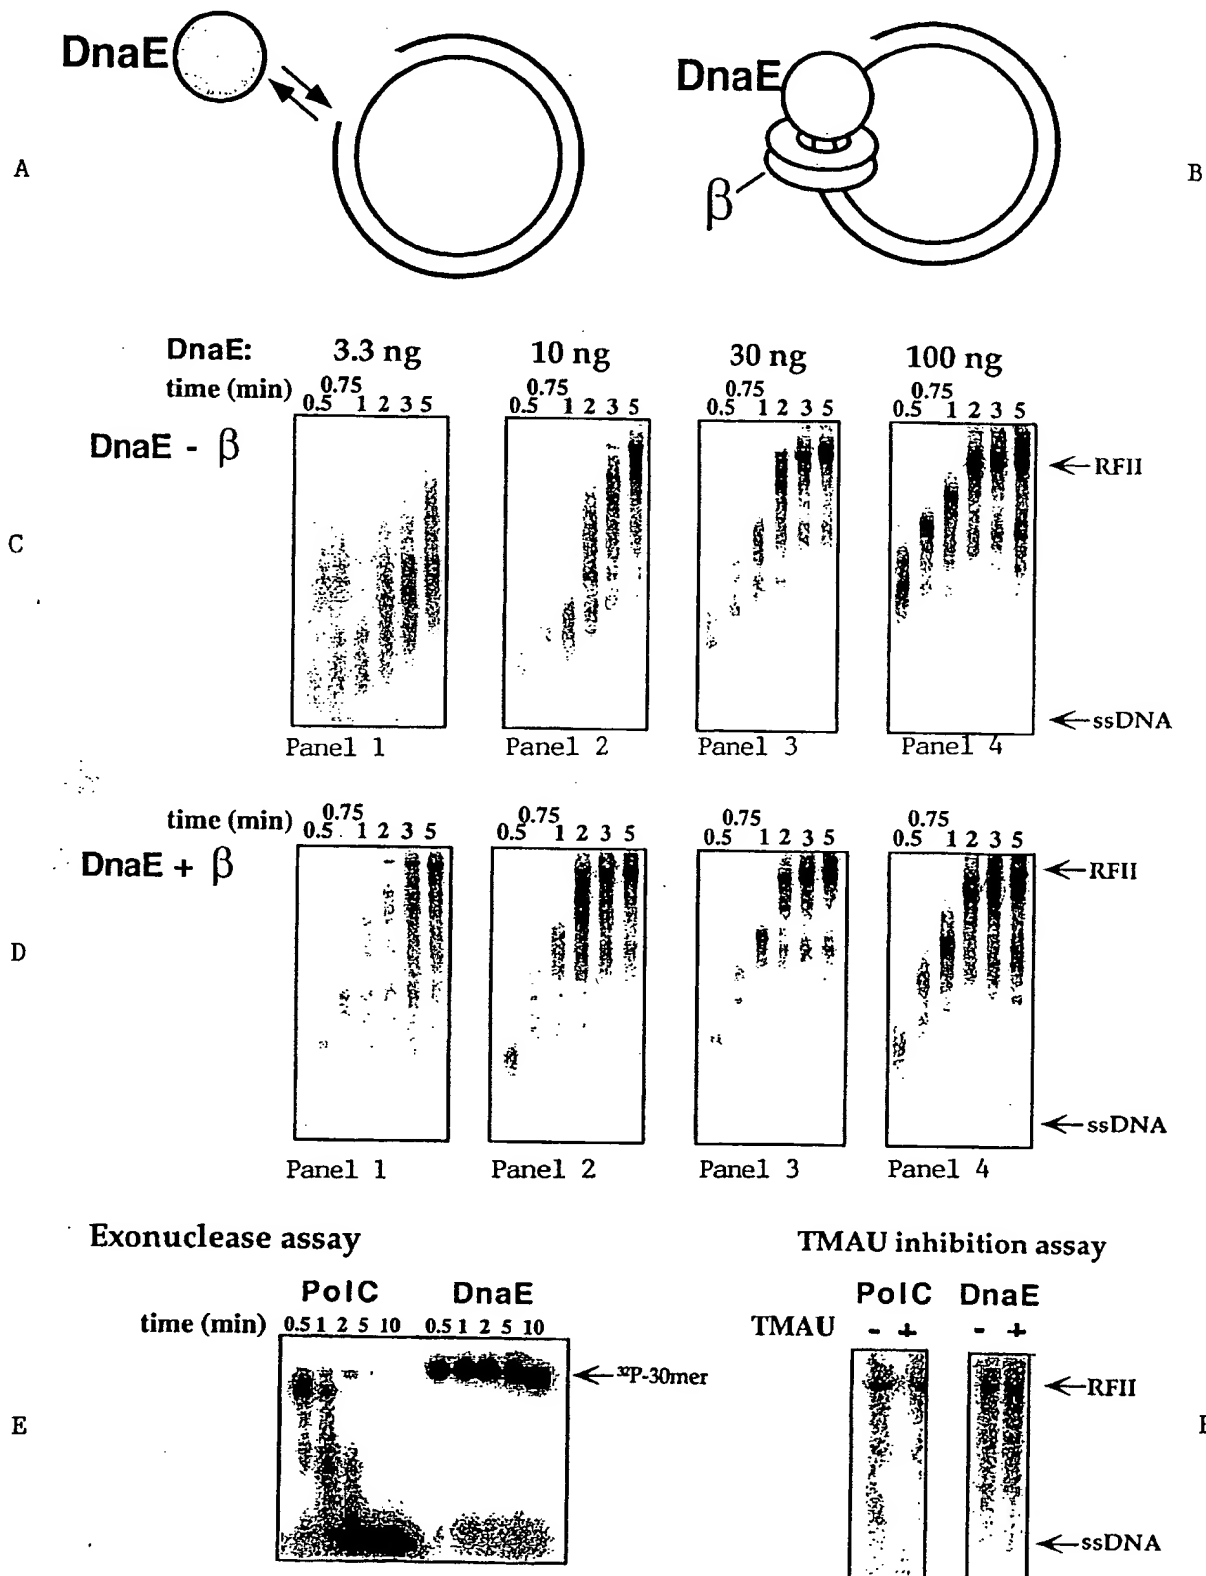 DnaE
DnaE
A
B
β
DnaE: 3.3 ng 10 ng 30 ng 100 ng
time (min) 0.5 0.75 1 2 3 5 0.5 0.75 1 2 3 5 0.5 0.75 1 2 3 5 0.5 0.75 1 2 3 5
DnaE - β
RFII
C
ssDNA
Panel 1 Panel 2 Panel 3 Panel 4
time (min) 0.5 0.75 1 2 3 5 0.5 0.75 1 2 3 5 0.5 0.75 1 2 3 5 0.5 0.75 1 2 3 5
DnaE + β
RFII
D
ssDNA
Panel 1 Panel 2 Panel 3 Panel 4
Exonuclease assay
TMAU inhibition assay
PolC DnaE
PolC DnaE
time (min) 0.5 1 2 5 10 0.5 1 2 5 10
TMAU - + - +
³²P-30mer
RFII
E
ssDNA